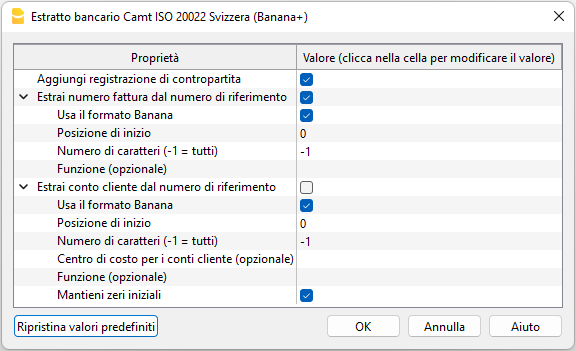 Estratto bancario Camt ISO 20022 Svizzera (Banana+)
Proprietà Valore (clicca nella cella per modificare il valore)
Aggiungi registrazione di contropartita
Estrai numero fattura dal numero di riferimento
Usa il formato Banana
Posizione di inizio 0
Numero di caratteri (-1 = tutti) -1
Funzione (opzionale)
Estrai conto cliente dal numero di riferimento
Usa il formato Banana
Posizione di inizio 0
Numero di caratteri (-1 = tutti) -1
Centro di costo per i conti cliente (opzionale)
Funzione (opzionale)
Mantieni zeri iniziali
Ripristina valori predefiniti OK Annulla Aiuto